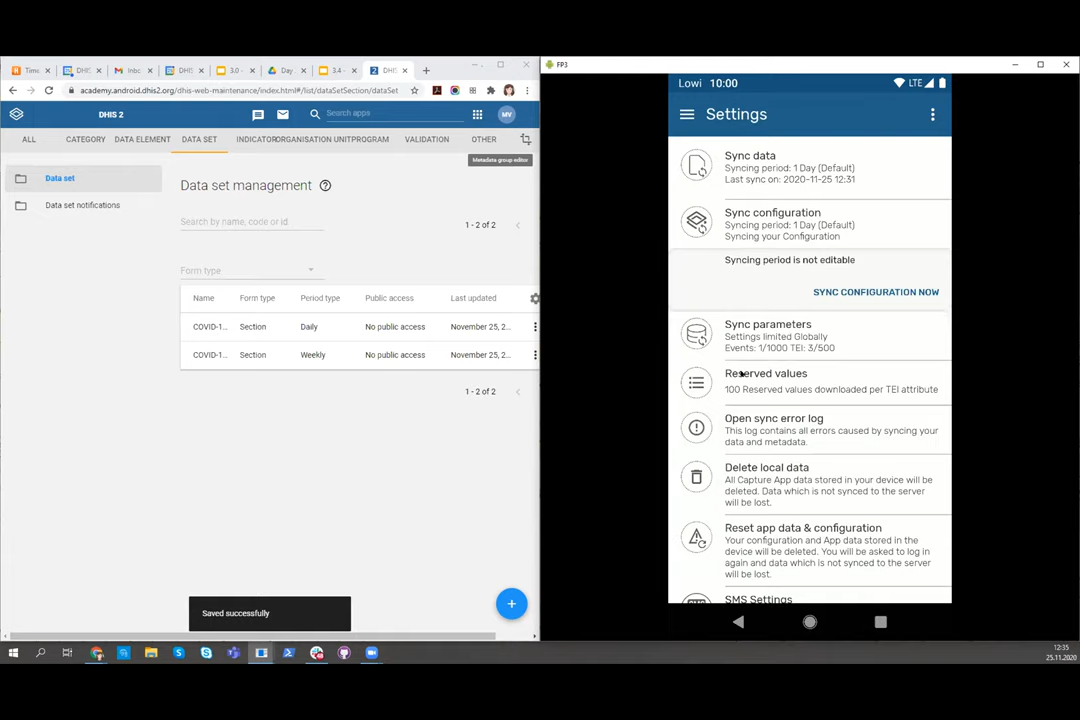 Time
DHIS
Inbc
DHIS
3.0 -
Day
3.4 -
DHIS
academy.android.dhis2.org/dhis-web-maintenance/index.html#/list/dataSetSection/dataSet
DHIS 2
Search apps
MV
ALL
CATEGORY
DATA ELEMENT
DATA SET
INDICATOR
ORGANISATION UNIT
PROGRAM
VALIDATION
OTHER
Metadata group editor
Data set
Data set notifications
Data set management
Search by name, code or id
1 - 2 of 2
Form type
Name Form type Period type Public access Last updated
COVID-1... Section Daily No public access November 25, 2...
COVID-1... Section Weekly No public access November 25, 2...
1 - 2 of 2
Saved successfully
FP3
Lowi 10:00
LTE
Settings
Sync data
Syncing period: 1 Day (Default)
Last sync on: 2020-11-25 12:31
Sync configuration
Syncing period: 1 Day (Default)
Syncing your Configuration
Syncing period is not editable
SYNC CONFIGURATION NOW
Sync parameters
Settings limited Globally
Events: 1/1000 TEI: 3/500
Reserved values
100 Reserved values downloaded per TEI attribute
Open sync error log
This log contains all errors caused by syncing your
data and metadata.
Delete local data
All Capture App data stored in your device will be
deleted. Data which is not synced to the server
will be lost.
Reset app data & configuration
Your configuration and App data stored in the
device will be deleted. You will be asked to log in
again and data which is not synced to the server
will be lost.
SMS Settings
12:35
25.11.2020